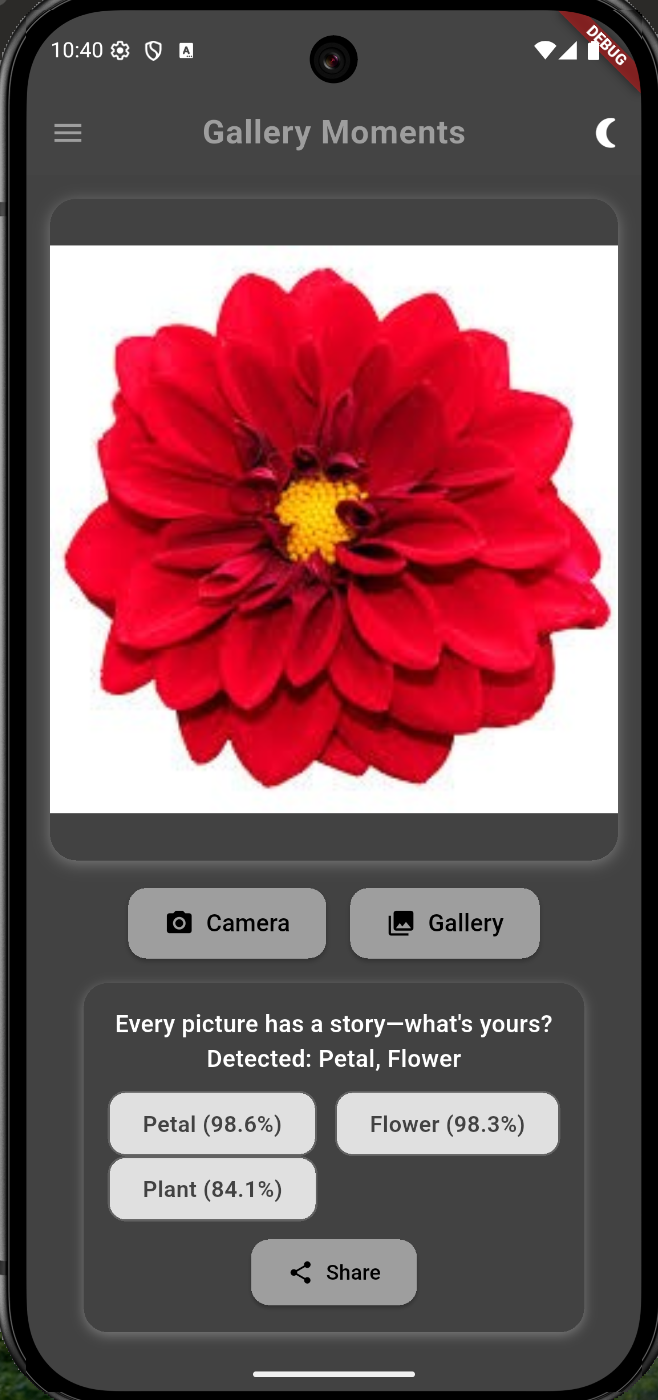 10:40
A
DEBUG
Gallery Moments
Camera
Gallery
Every picture has a story—what's yours?
Detected: Petal, Flower
Petal (98.6%)
Flower (98.3%)
Plant (84.1%)
Share